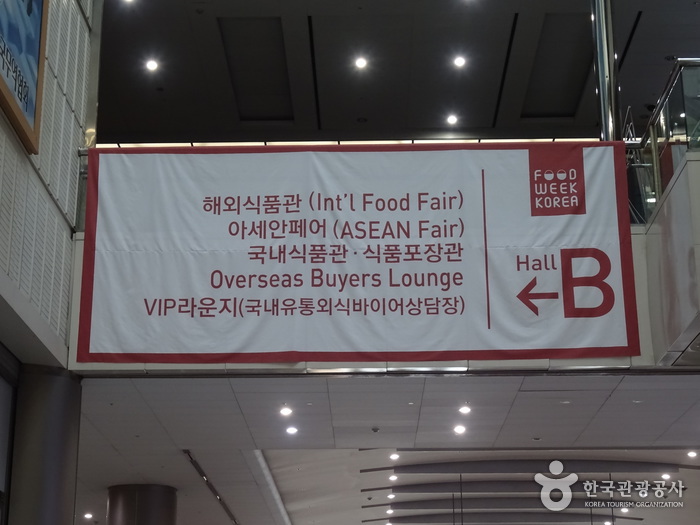 해외식품관 (Int'l Food Fair)
아세안페어 (ASEAN Fair)
국내식품관·식품포장관
Overseas Buyers Lounge
VIP라운지(국내유통외식바이어상담장)
FOOD
WEEK
KOREA
Hall B
←
한국관광공사
KOREA TOURISM ORGANIZATION